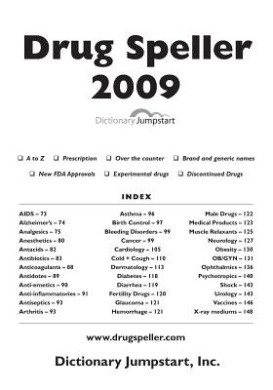 Drug Speller
2009
Dictionary Jumpstart
❑ A to Z ❑ Prescription ❑ Over the counter ❑ Brand and generic names
❑ New FDA Approvals ❑ Experimental drugs ❑ Discontinued Drugs
INDEX
AIDS – 73
Alzheimer's – 74
Analgesics – 75
Anesthetics – 80
Antacids – 82
Antibiotics – 83
Anticoagulants – 88
Antidotes – 89
Anti-emetics – 90
Anti-inflammatories – 91
Antiseptics – 93
Arthritis – 93
Asthma – 96
Birth Control – 97
Bleeding Disorders – 99
Cancer – 99
Cardiology – 105
Cold + Cough – 110
Dermatology – 113
Diabetes – 118
Diarrhea – 119
Fertility Drugs – 120
Glaucoma – 121
Hemorrhage – 121
Male Drugs – 122
Medical Products – 123
Muscle Relaxants – 125
Neurology – 127
Obesity – 130
OB/GYN – 131
Ophthalmics – 136
Psychotropics – 140
Shock – 143
Urology – 143
Vaccines – 146
X-ray mediums – 148
www.drugspeller.com
Dictionary Jumpstart, Inc.